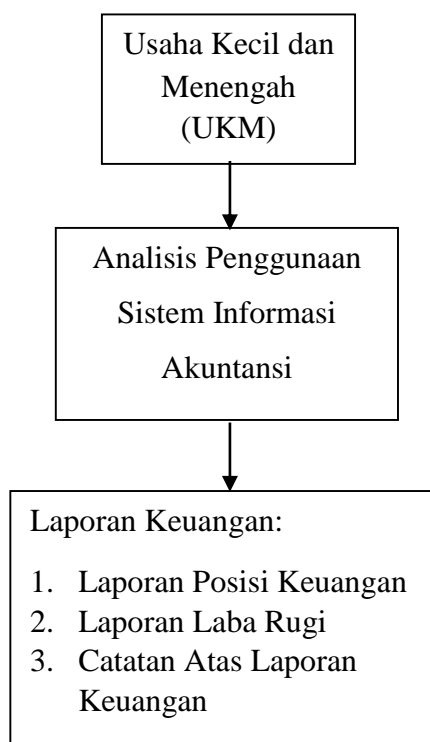 Usaha Kecil dan
Menengah
(UKM)
Analisis Penggunaan
Sistem Informasi
Akuntansi
Laporan Keuangan:
1. Laporan Posisi Keuangan
2. Laporan Laba Rugi
3. Catatan Atas Laporan
Keuangan